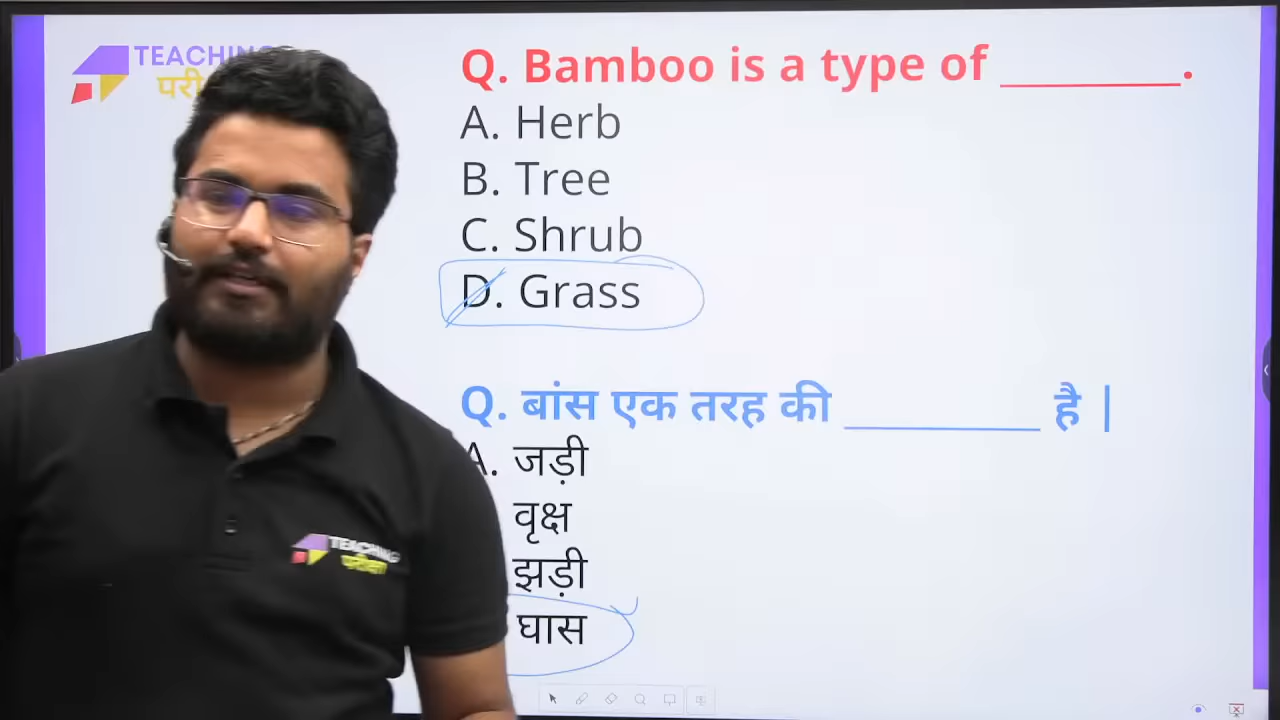 TEACHING
Q. Bamboo is a type of ________.
A. Herb
B. Tree
C. Shrub
D. Grass
Q. बांस एक तरह की ________ है |
A. जड़ी
वृक्ष
झड़ी
घास
TEACHING
परीक्षा